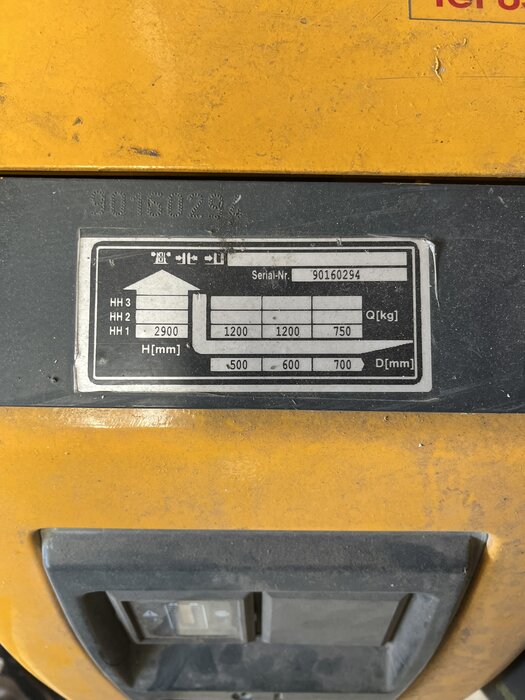 90160294
Serial-Nr. 90160294
HH 3
HH 2 Q[kg]
HH 1 2900 1200 1200 750
H[mm]
500 600 700 D[mm]